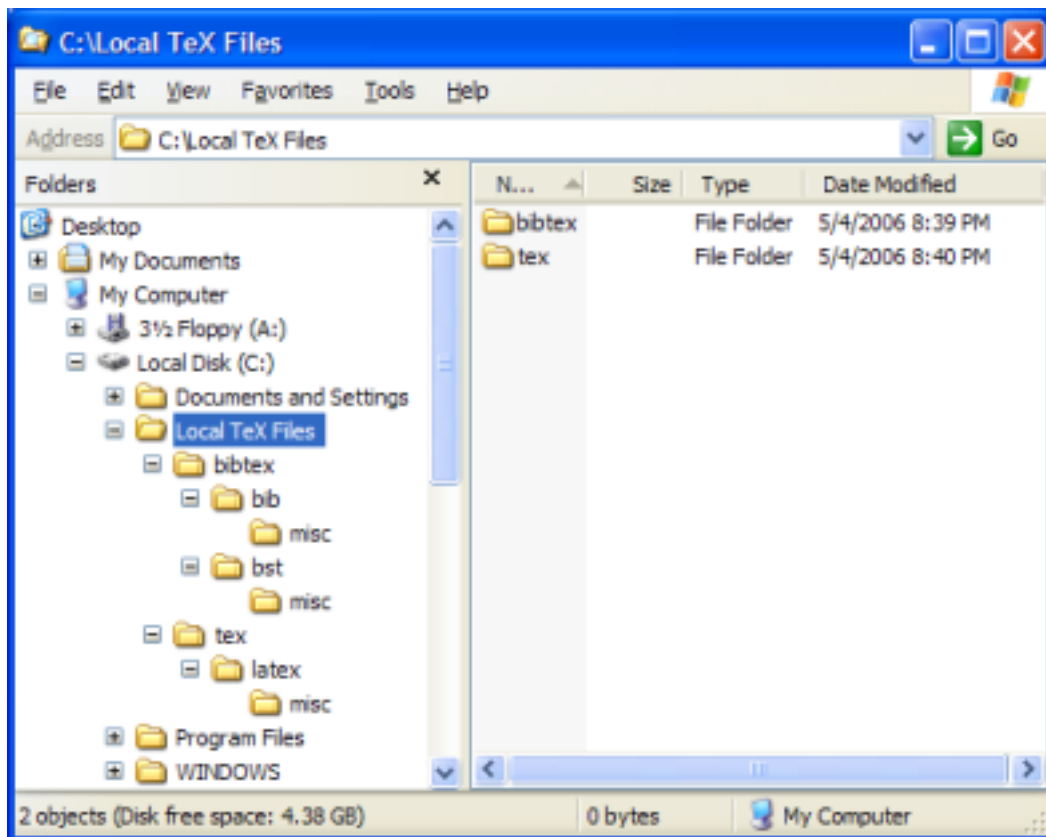 C:\Local TeX Files
File Edit View Favorites Tools Help
Address C:\Local TeX Files Go
Folders
Desktop
My Documents
My Computer
3½ Floppy (A:)
Local Disk (C:)
Documents and Settings
Local TeX Files
bibtex
bib
misc
bst
misc
tex
latex
misc
Program Files
WINDOWS
N... Size Type Date Modified
bibtex File Folder 5/4/2006 8:39 PM
tex File Folder 5/4/2006 8:40 PM
2 objects (Disk free space: 4.38 GB) 0 bytes My Computer